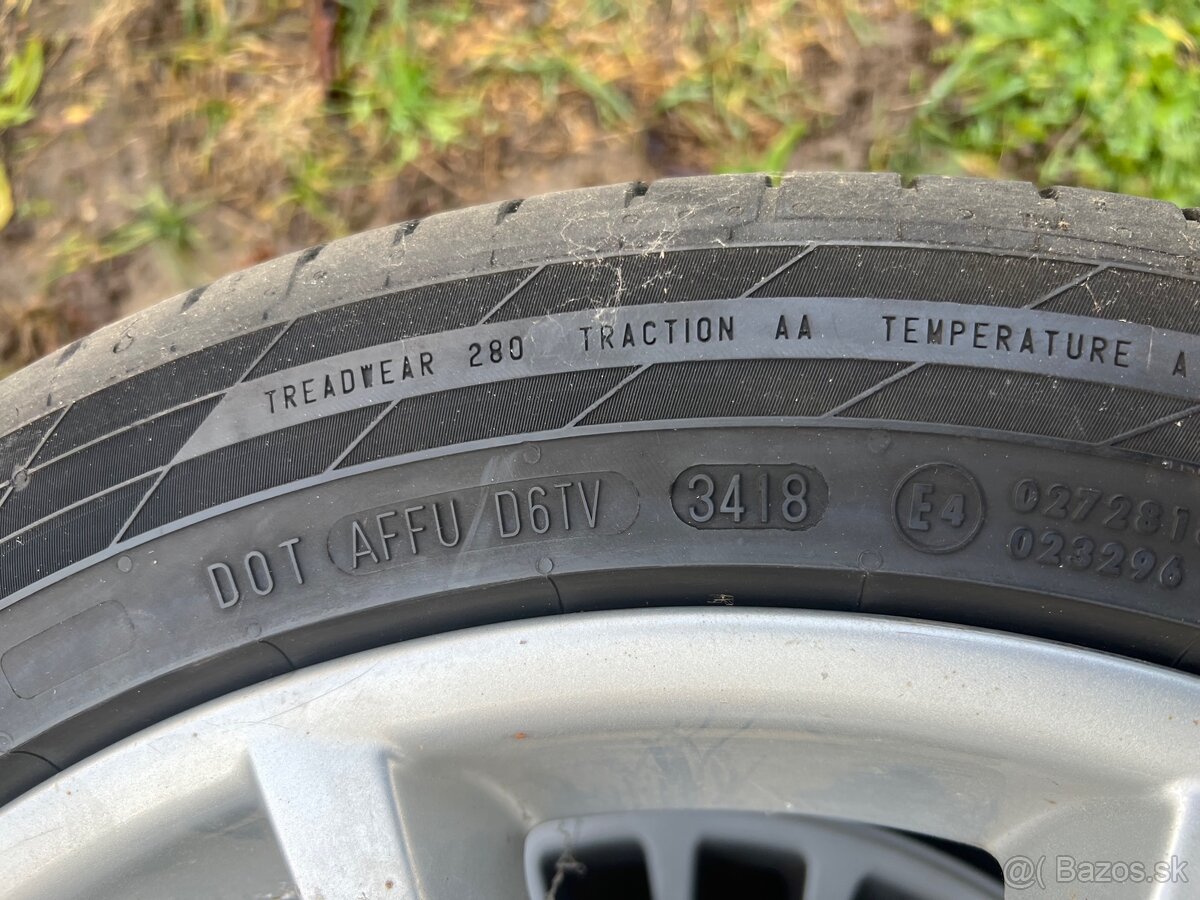 TREADWEAR 280 TRACTION AA TEMPERATURE A
DOT AFFU D6TV 3418 E4
023296
@( Bazos.sk